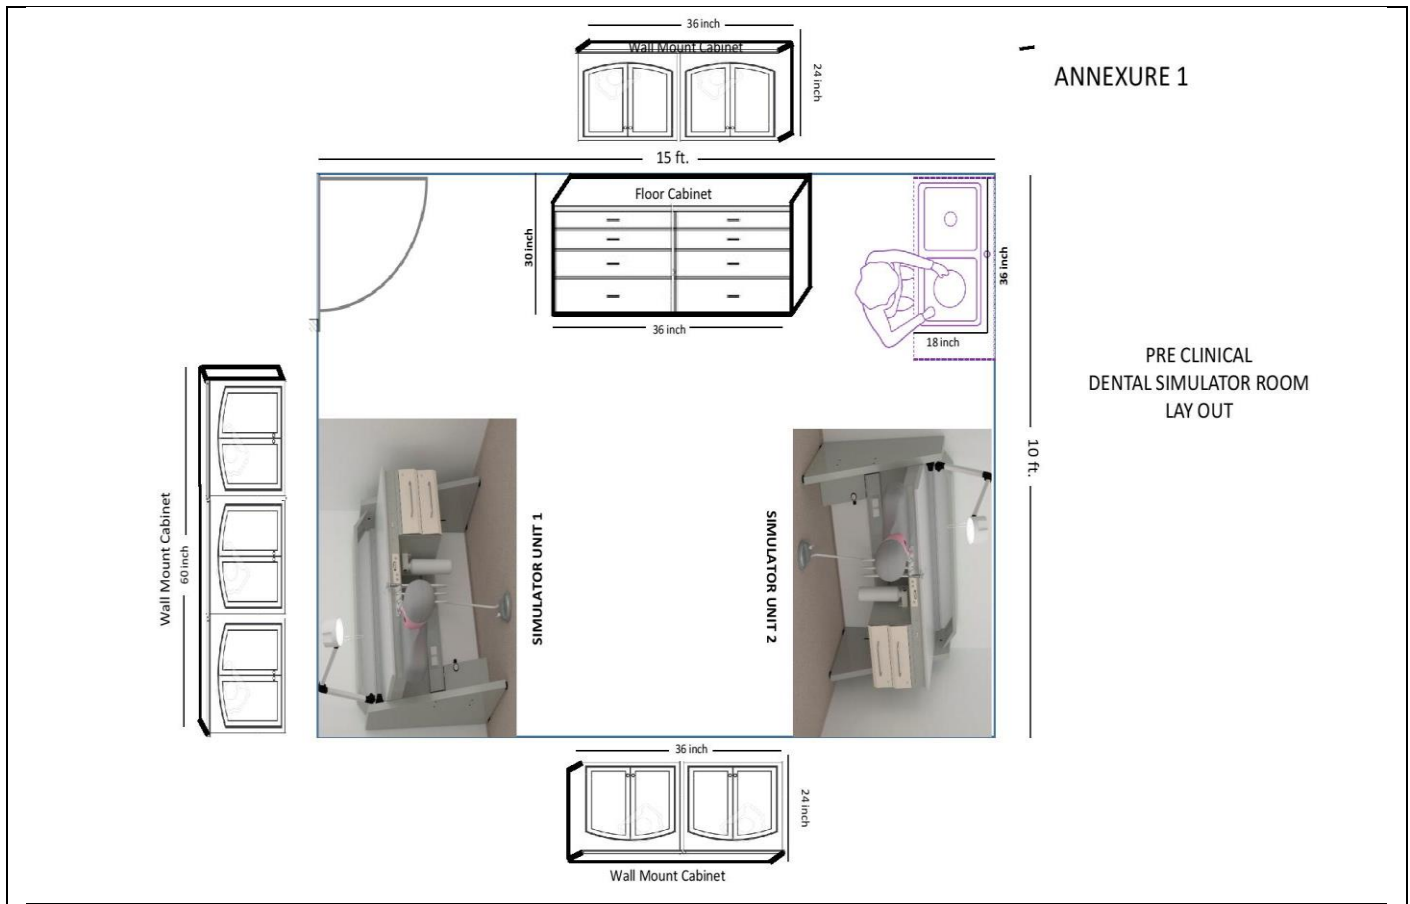 36 inch
Wall Mount Cabinet
24 inch
ANNEXURE 1
15 ft.
Floor Cabinet
30 inch
36 inch
36 inch
18 inch
PRE CLINICAL
DENTAL SIMULATOR ROOM
LAY OUT
10 ft.
Wall Mount Cabinet
60 inch
SIMULATOR UNIT 1
SIMULATOR UNIT 2
36 inch
24 inch
Wall Mount Cabinet